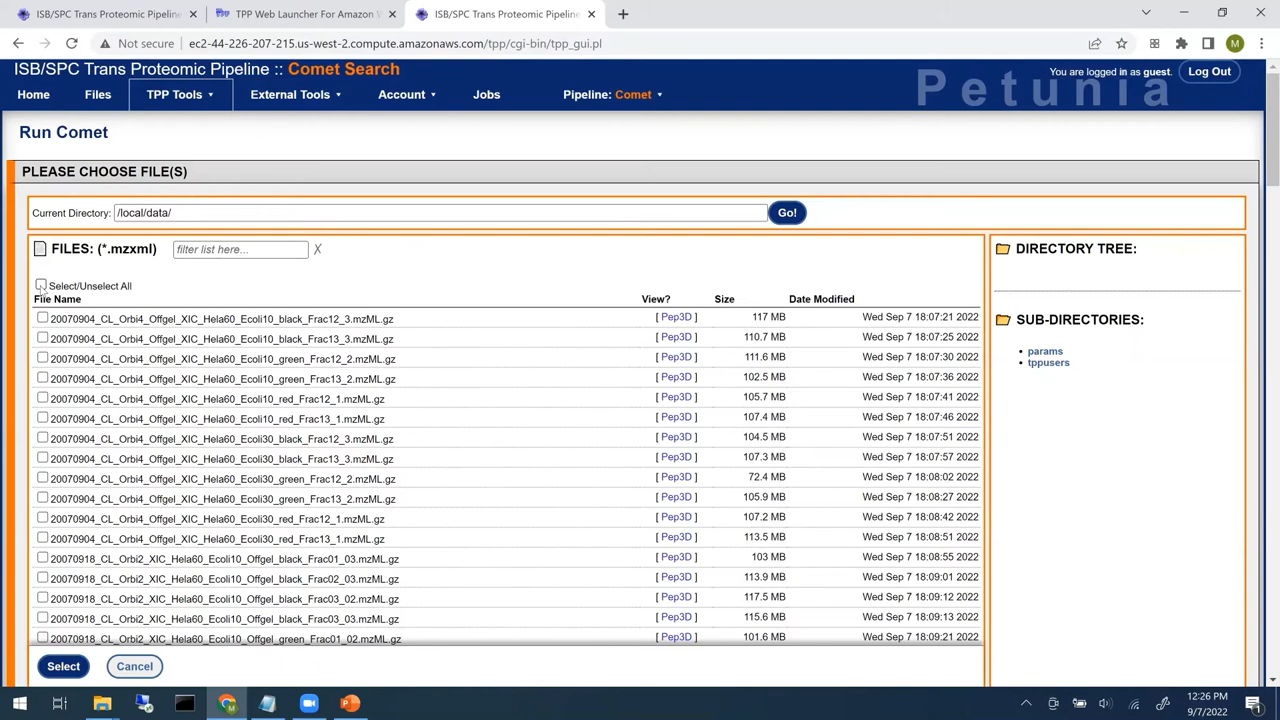 ISB/SPC Trans Proteomic Pipeline
TPP Web Launcher For Amazon W
ISB/SPC Trans Proteomic Pipeline
Not secure
ec2-44-226-207-215.us-west-2.compute.amazonaws.com/tpp/cgi-bin/tpp_gui.pl
M
ISB/SPC Trans Proteomic Pipeline :: Comet Search
Petunia
You are logged in as guest.
Log Out
Home
Files
TPP Tools
External Tools
Account
Jobs
Pipeline: Comet
Run Comet
PLEASE CHOOSE FILE(S)
Current Directory: /local/data/ Go!
FILES: (*.mzxml) filter list here... X
Select/Unselect All
File Name View? Size Date Modified
20070904_CL_Orbi4_Offgel_XIC_Hela60_Ecoli10_black_Frac12_3.mzML.gz [ Pep3D ] 117 MB Wed Sep 7 18:07:21 2022
20070904_CL_Orbi4_Offgel_XIC_Hela60_Ecoli10_black_Frac13_3.mzML.gz [ Pep3D ] 110.7 MB Wed Sep 7 18:07:25 2022
20070904_CL_Orbi4_Offgel_XIC_Hela60_Ecoli10_green_Frac12_2.mzML.gz [ Pep3D ] 111.6 MB Wed Sep 7 18:07:30 2022
20070904_CL_Orbi4_Offgel_XIC_Hela60_Ecoli10_green_Frac13_2.mzML.gz [ Pep3D ] 102.5 MB Wed Sep 7 18:07:36 2022
20070904_CL_Orbi4_Offgel_XIC_Hela60_Ecoli10_red_Frac12_1.mzML.gz [ Pep3D ] 105.7 MB Wed Sep 7 18:07:41 2022
20070904_CL_Orbi4_Offgel_XIC_Hela60_Ecoli10_red_Frac13_1.mzML.gz [ Pep3D ] 107.4 MB Wed Sep 7 18:07:46 2022
20070904_CL_Orbi4_Offgel_XIC_Hela60_Ecoli30_black_Frac12_3.mzML.gz [ Pep3D ] 104.5 MB Wed Sep 7 18:07:51 2022
20070904_CL_Orbi4_Offgel_XIC_Hela60_Ecoli30_black_Frac13_3.mzML.gz [ Pep3D ] 107.3 MB Wed Sep 7 18:07:57 2022
20070904_CL_Orbi4_Offgel_XIC_Hela60_Ecoli30_green_Frac12_2.mzML.gz [ Pep3D ] 72.4 MB Wed Sep 7 18:08:02 2022
20070904_CL_Orbi4_Offgel_XIC_Hela60_Ecoli30_green_Frac13_2.mzML.gz [ Pep3D ] 105.9 MB Wed Sep 7 18:08:27 2022
20070904_CL_Orbi4_Offgel_XIC_Hela60_Ecoli30_red_Frac12_1.mzML.gz [ Pep3D ] 107.2 MB Wed Sep 7 18:08:42 2022
20070904_CL_Orbi4_Offgel_XIC_Hela60_Ecoli30_red_Frac13_1.mzML.gz [ Pep3D ] 113.5 MB Wed Sep 7 18:08:51 2022
20070918_CL_Orbi2_XIC_Hela60_Ecoli10_Offgel_black_Frac01_03.mzML.gz [ Pep3D ] 103 MB Wed Sep 7 18:08:55 2022
20070918_CL_Orbi2_XIC_Hela60_Ecoli10_Offgel_black_Frac02_03.mzML.gz [ Pep3D ] 113.9 MB Wed Sep 7 18:09:01 2022
20070918_CL_Orbi2_XIC_Hela60_Ecoli10_Offgel_black_Frac03_02.mzML.gz [ Pep3D ] 117.5 MB Wed Sep 7 18:09:12 2022
20070918_CL_Orbi2_XIC_Hela60_Ecoli10_Offgel_black_Frac03_03.mzML.gz [ Pep3D ] 115.6 MB Wed Sep 7 18:09:13 2022
20070918_CL_Orbi2_XIC_Hela60_Ecoli10_Offgel_green_Frac01_02.mzML.gz [ Pep3D ] 101.6 MB Wed Sep 7 18:09:21 2022
Select Cancel
DIRECTORY TREE:
SUB-DIRECTORIES:
params
tppusers
12:26 PM
9/7/2022
1